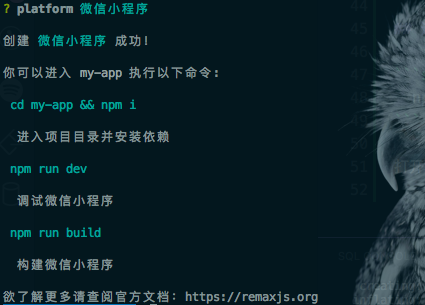 ? platform 微信小程序
创建 微信小程序 成功!
你可以进入 my-app 执行以下命令:
cd my-app && npm i
进入项目目录并安装依赖
npm run dev
调试微信小程序
npm run build
构建微信小程序
欲了解更多请查阅官方文档: https://remaxjs.org